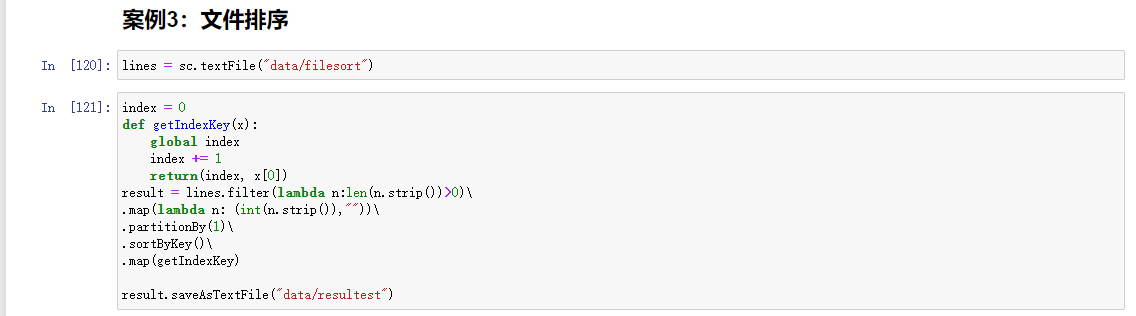 案例3：文件排序
In [120]: lines = sc.textFile("data/filesort")
In [121]: index = 0
def getIndexKey(x):
    global index
    index += 1
    return(index, x[0])
result = lines.filter(lambda n:len(n.strip())>0)\
.map(lambda n: (int(n.strip()),""))\
.partitionBy(1)\
.sortByKey()\
.map(getIndexKey)
result.saveAsTextFile("data/resultest")